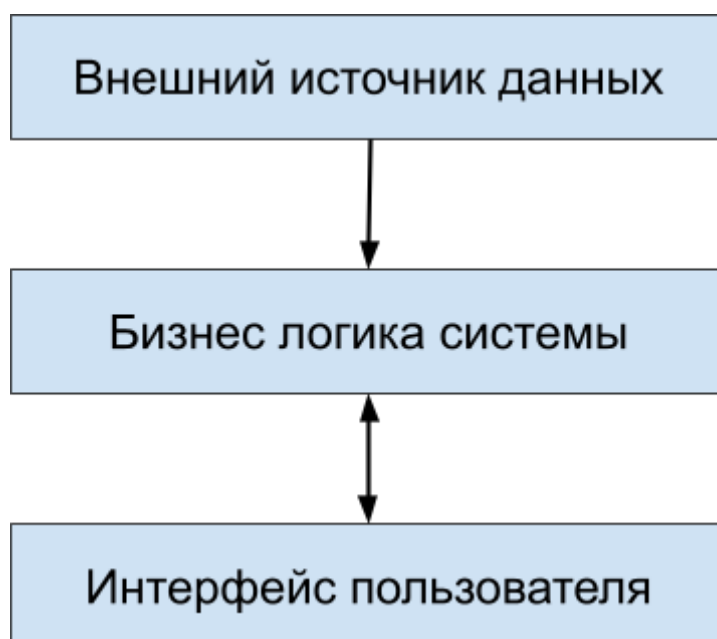 Внешний источник данных
Бизнес логика системы
Интерфейс пользователя